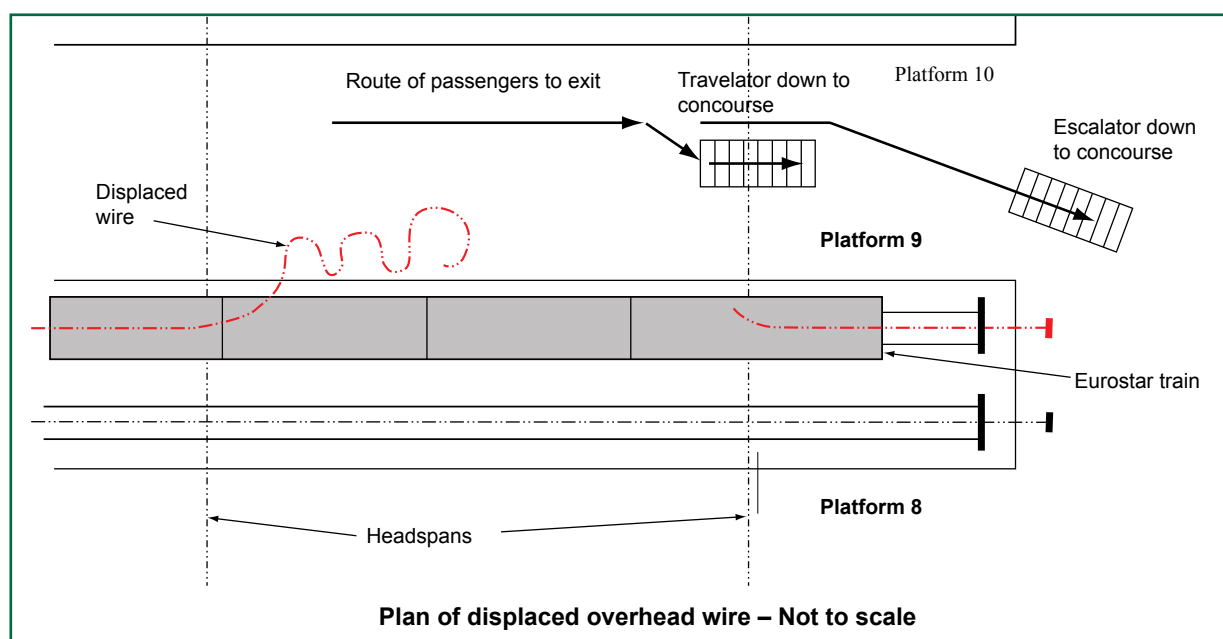 Route of passengers to exit
Travelator down to
concourse
Platform 10
Escalator down
to concourse
Displaced
wire
Platform 9
Eurostar train
Platform 8
Headspans
Plan of displaced overhead wire – Not to scale